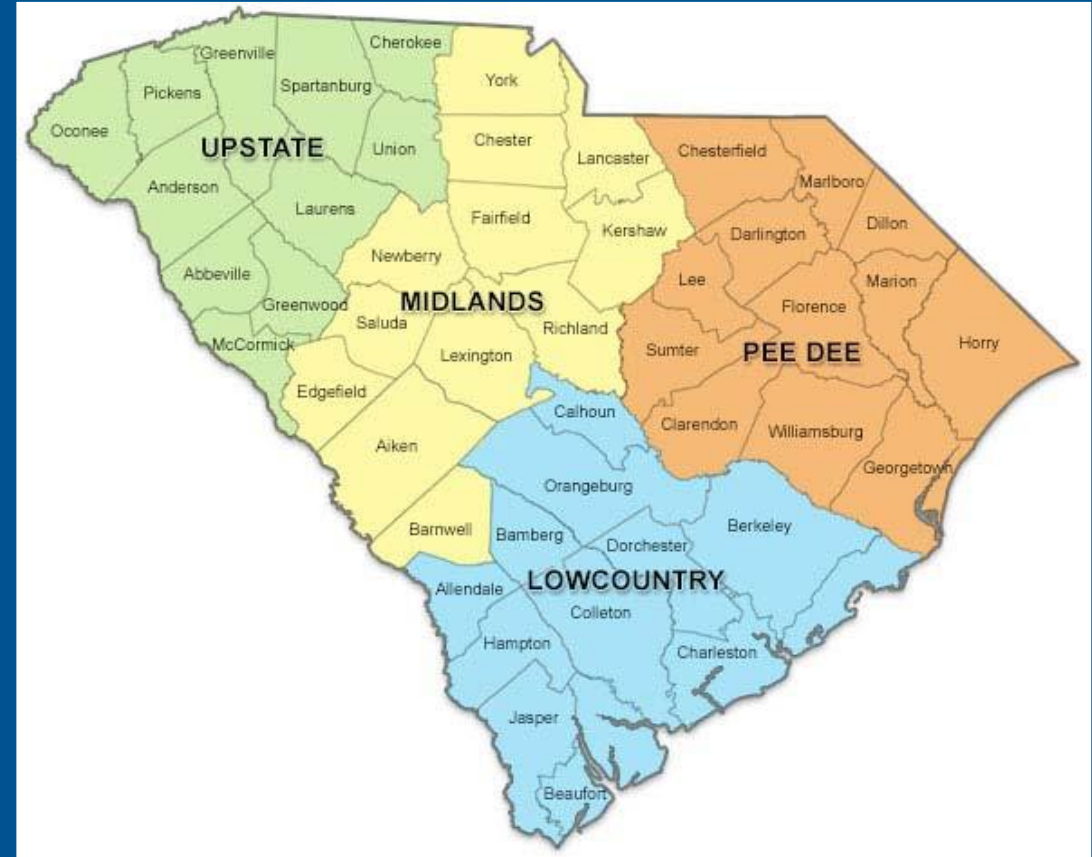 Cherokee
Greenville
York
Spartanburg
Pickens
Oconee
Chester
UPSTATE
Union
Chesterfield
Lancaster
Anderson
Marlboro
Laurens
Fairfield
Dillon
Kershaw
Darlington
Newberry
Abbeville
Lee
Marion
Greenwood
MIDLANDS
Florence
Saluda
Richland
McCormick
Horry
Lexington
Sumter
PEE DEE
Edgefield
Calhoun
Clarendon
Williamsburg
Aiken
Georgetown
Orangeburg
Barnwell
Bamberg
Berkeley
Dorchester
LOWCOUNTRY
Allendale
Colleton
Hampton
Charleston
Jasper
Beaufort